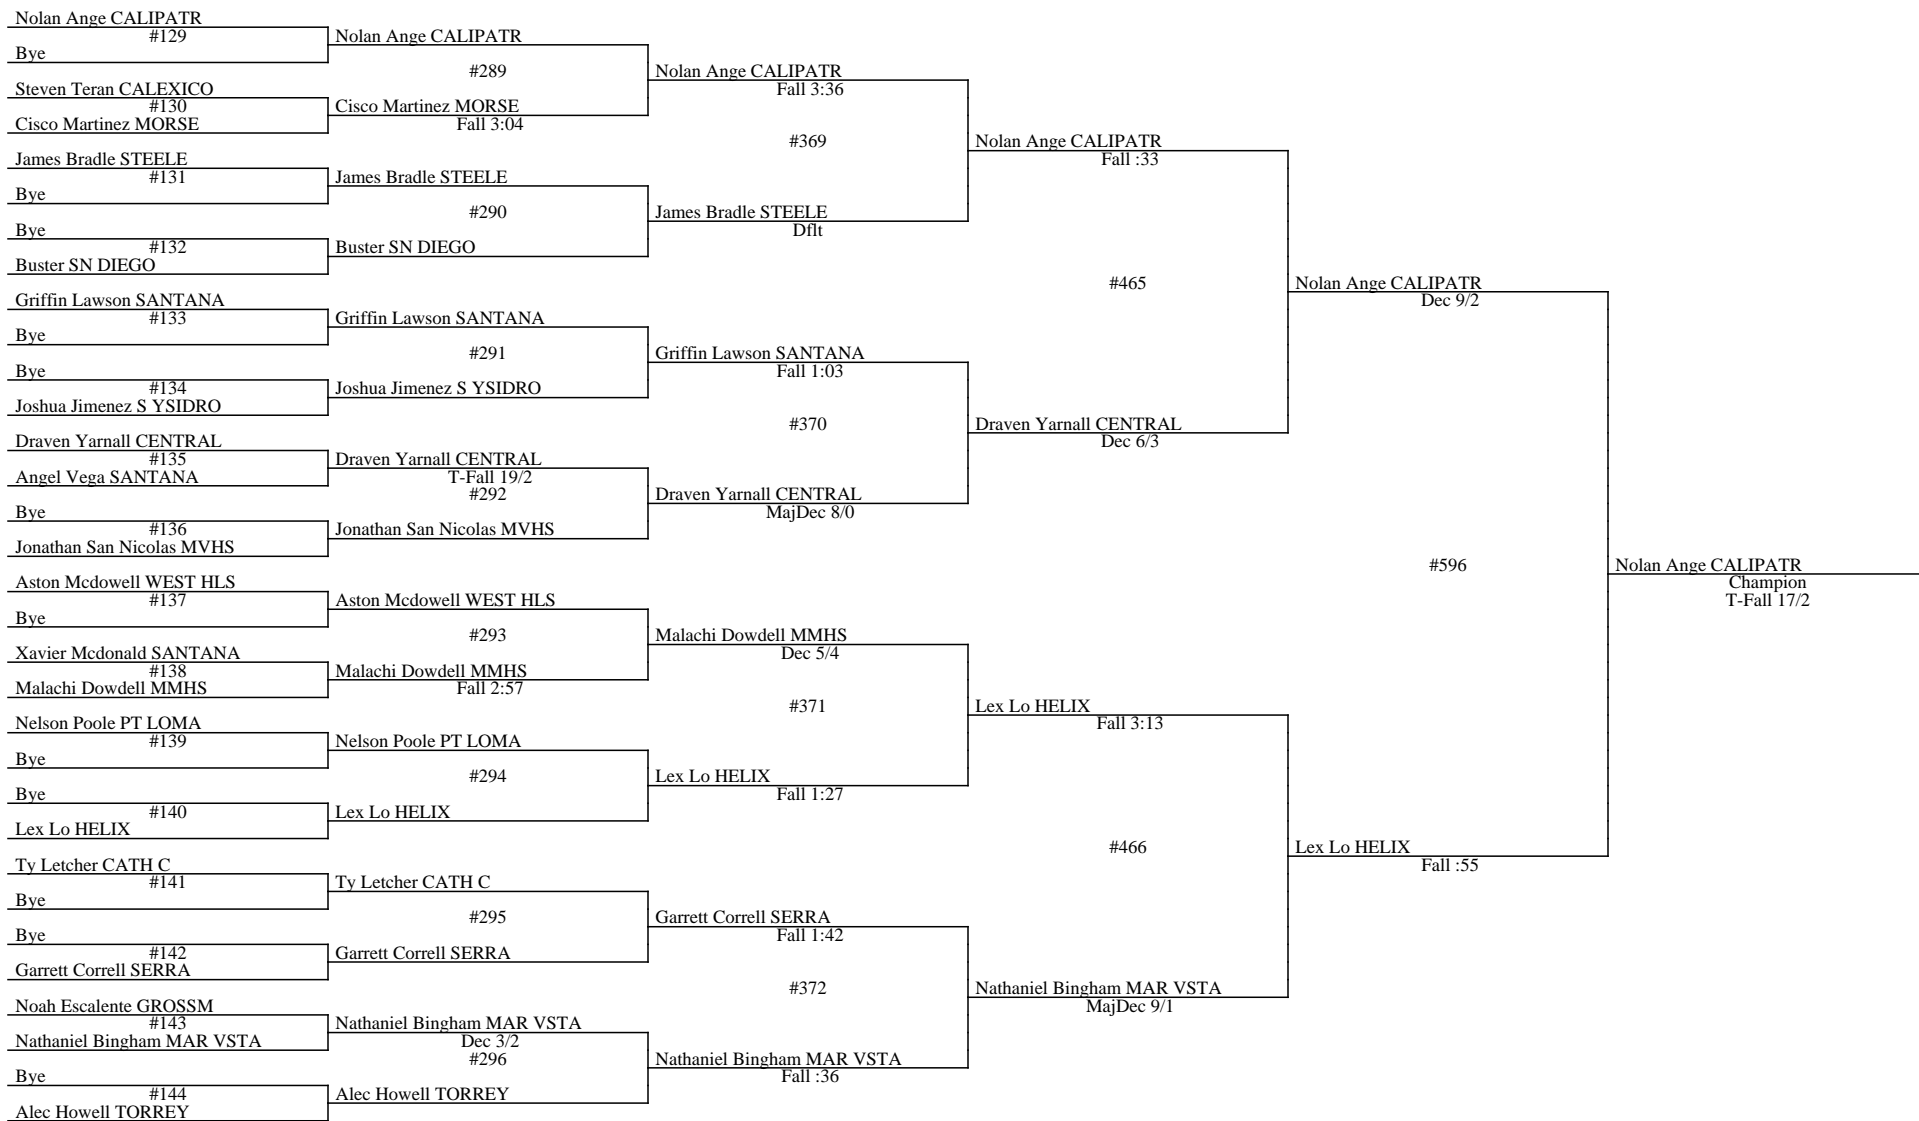 Nolan Ange CALIPATR
#129
Bye
Steven Teran CALEXICO
#130
Cisco Martinez MORSE
James Bradle STEELE
#131
Bye
Bye
#132
Buster SN DIEGO
Griffin Lawson SANTANA
#133
Bye
Bye
#134
Joshua Jimenez S YSIDRO
Draven Yarnall CENTRAL
#135
Angel Vega SANTANA
Bye
#136
Jonathan San Nicolas MVHS
Aston Mcdowell WEST HLS
#137
Bye
Xavier Mcdonald SANTANA
#138
Malachi Dowdell MMHS
Nelson Poole PT LOMA
#139
Bye
Bye
#140
Lex Lo HELIX
Ty Letcher CATH C
#141
Bye
Bye
#142
Garrett Correll SERRA
Noah Escalente GROSSM
#143
Nathaniel Bingham MAR VSTA
Bye
#144
Alec Howell TORREY
Nolan Ange CALIPATR
#289
Cisco Martinez MORSE
Fall 3:04
James Bradle STEELE
#290
Buster SN DIEGO
Griffin Lawson SANTANA
#291
Joshua Jimenez S YSIDRO
Draven Yarnall CENTRAL
T-Fall 19/2
#292
Jonathan San Nicolas MVHS
Aston Mcdowell WEST HLS
#293
Malachi Dowdell MMHS
Fall 2:57
Nelson Poole PT LOMA
#294
Lex Lo HELIX
Ty Letcher CATH C
#295
Garrett Correll SERRA
Nathaniel Bingham MAR VSTA
Dec 3/2
#296
Alec Howell TORREY
Nolan Ange CALIPATR
Fall 3:36
#369
James Bradle STEELE
Dflt
Griffin Lawson SANTANA
Fall 1:03
#370
Draven Yarnall CENTRAL
MajDec 8/0
Malachi Dowdell MMHS
Dec 5/4
#371
Lex Lo HELIX
Fall 1:27
Garrett Correll SERRA
Fall 1:42
#372
Nathaniel Bingham MAR VSTA
Fall :36
Nolan Ange CALIPATR
Fall :33
#465
Draven Yarnall CENTRAL
Dec 6/3
Lex Lo HELIX
Fall 3:13
#466
Nathaniel Bingham MAR VSTA
MajDec 9/1
Nolan Ange CALIPATR
Dec 9/2
#596
Lex Lo HELIX
Fall :55
Nolan Ange CALIPATR
Champion
T-Fall 17/2